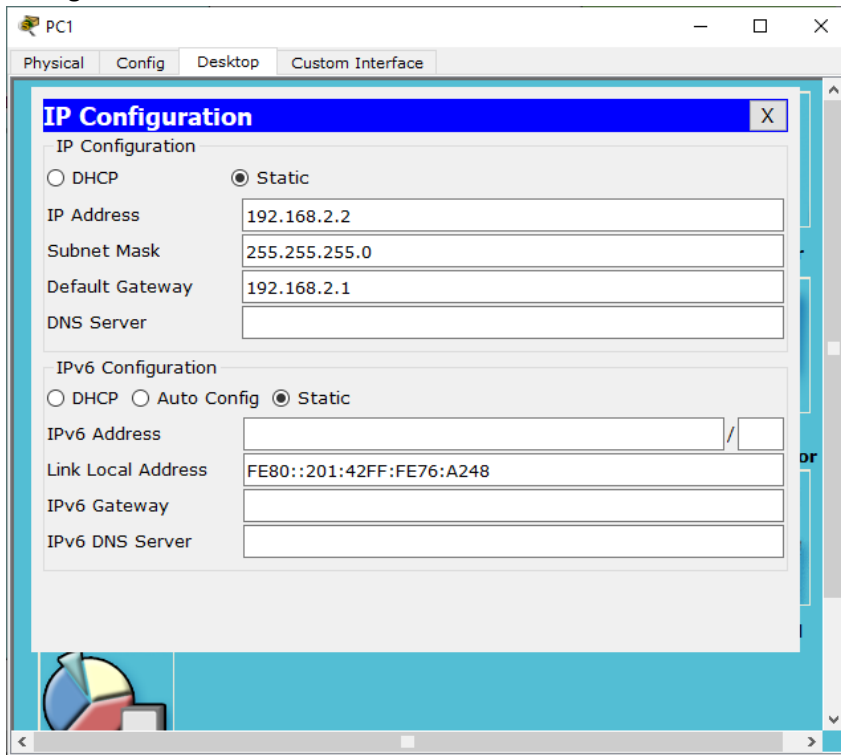 PC1
Physical Config Desktop Custom Interface
IP Configuration X
IP Configuration
DHCP Static
IP Address 192.168.2.2
Subnet Mask 255.255.255.0
Default Gateway 192.168.2.1
DNS Server
IPv6 Configuration
DHCP Auto Config Static
IPv6 Address /
Link Local Address FE80::201:42FF:FE76:A248
IPv6 Gateway
IPv6 DNS Server